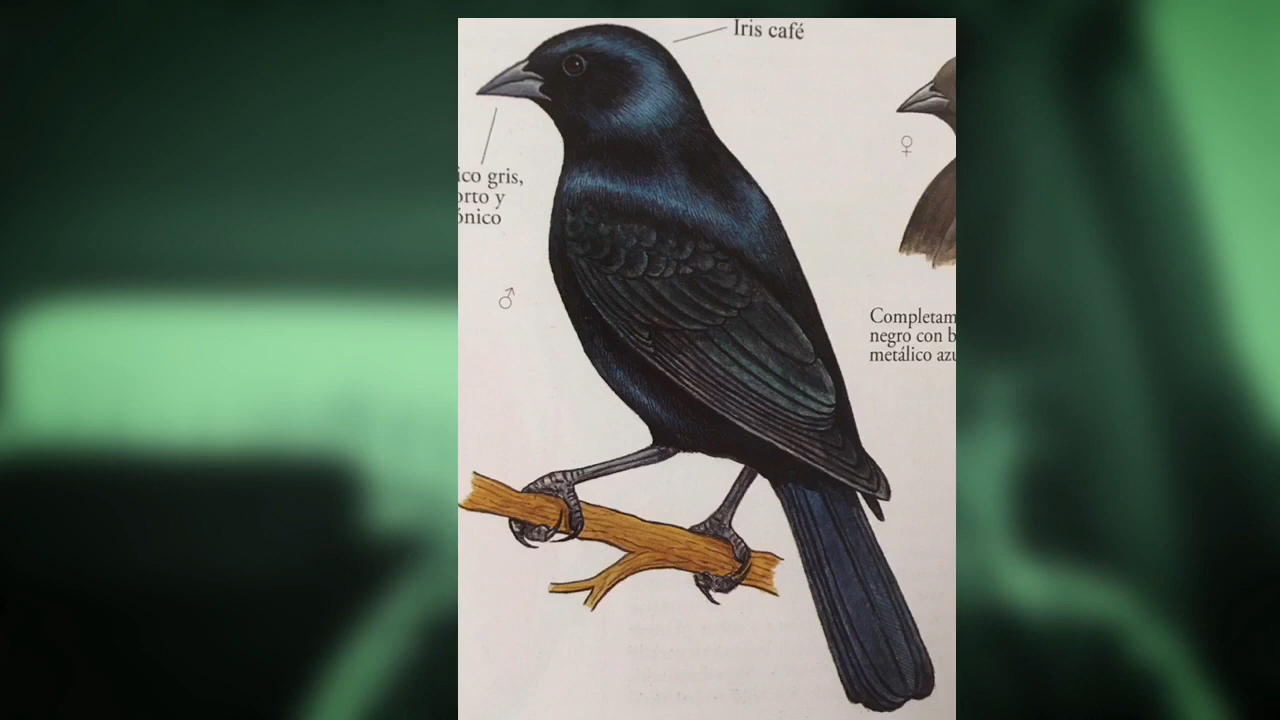 Iris café
ico gris,
orto y
ónico
Completam
negro con b
metálico azu